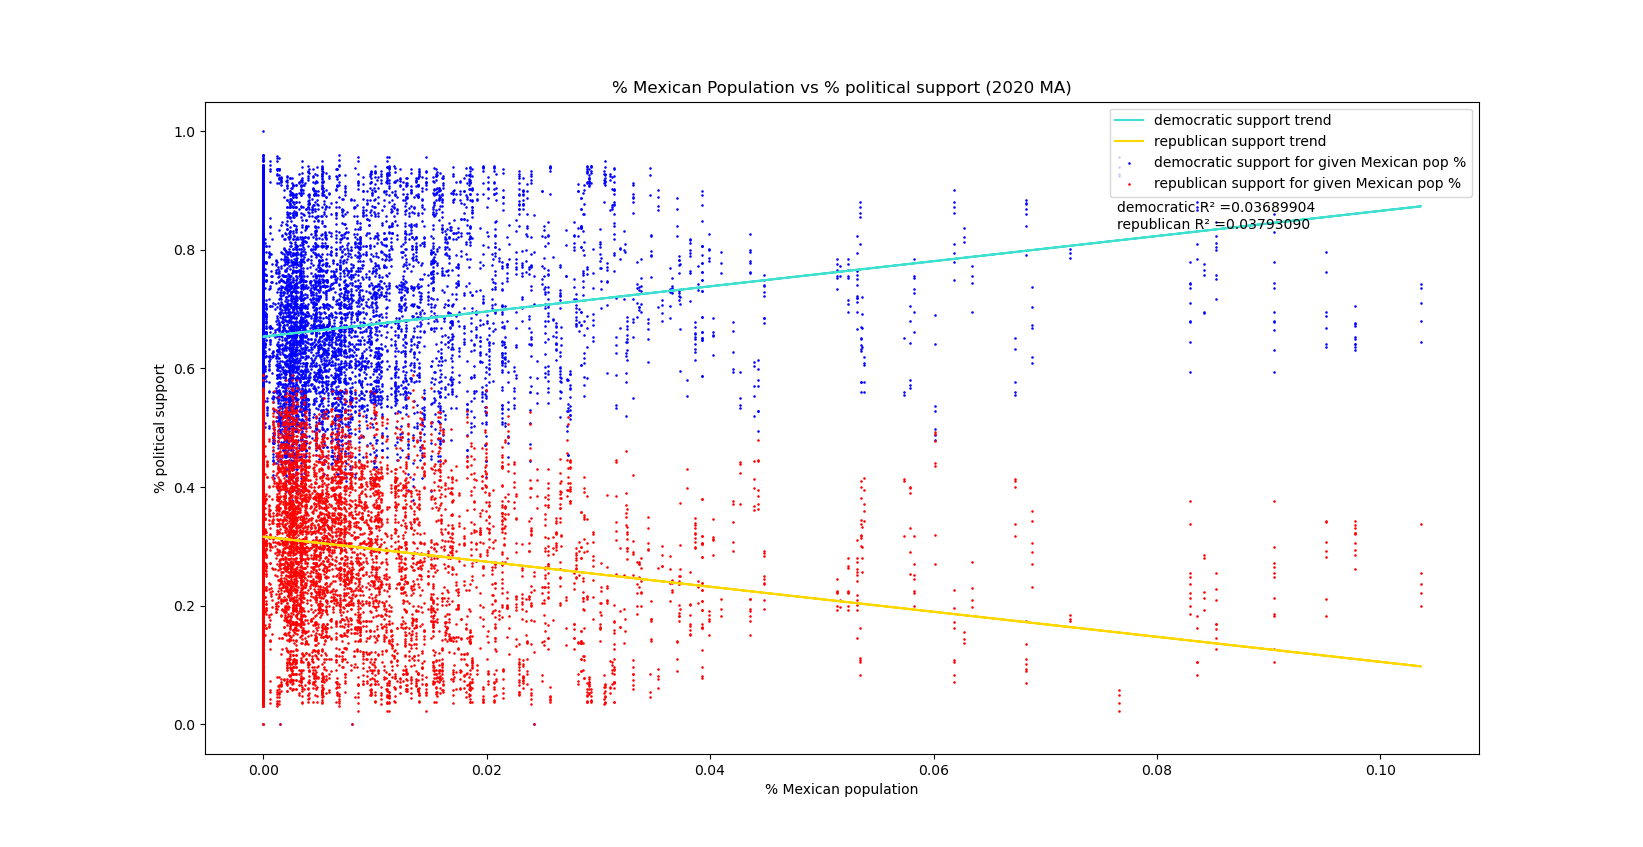 % Mexican Population vs % political support (2020 MA)
democratic support trend
republican support trend
democratic support for given Mexican pop %
republican support for given Mexican pop %
democratic R² =0.03689904
republican R² =0.03793090
% political support
1.0
0.8
0.6
0.4
0.2
0.0
0.00 0.02 0.04 0.06 0.08 0.10
% Mexican population